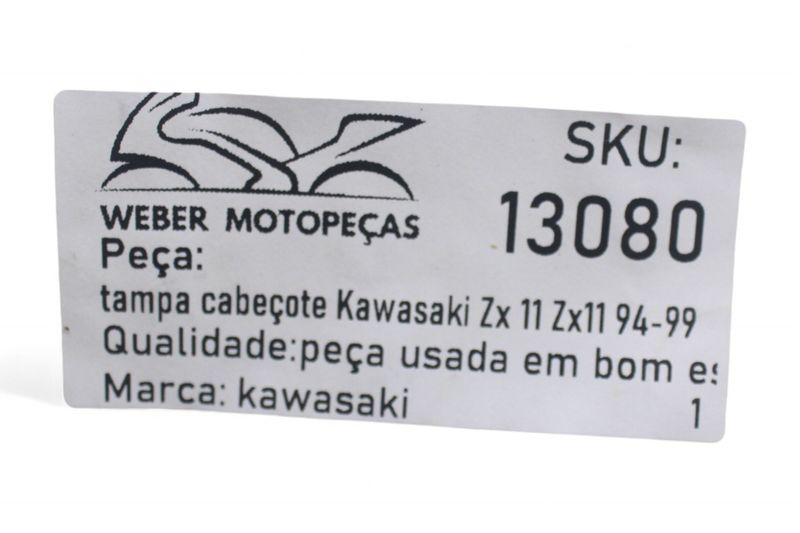 SKU:
13080
WEBER MOTOPEÇAS
Peça:
tampa cabeçote Kawasaki Zx 11 Zx11 94-99
Qualidade:peça usada em bom
Marca: kawasaki
1